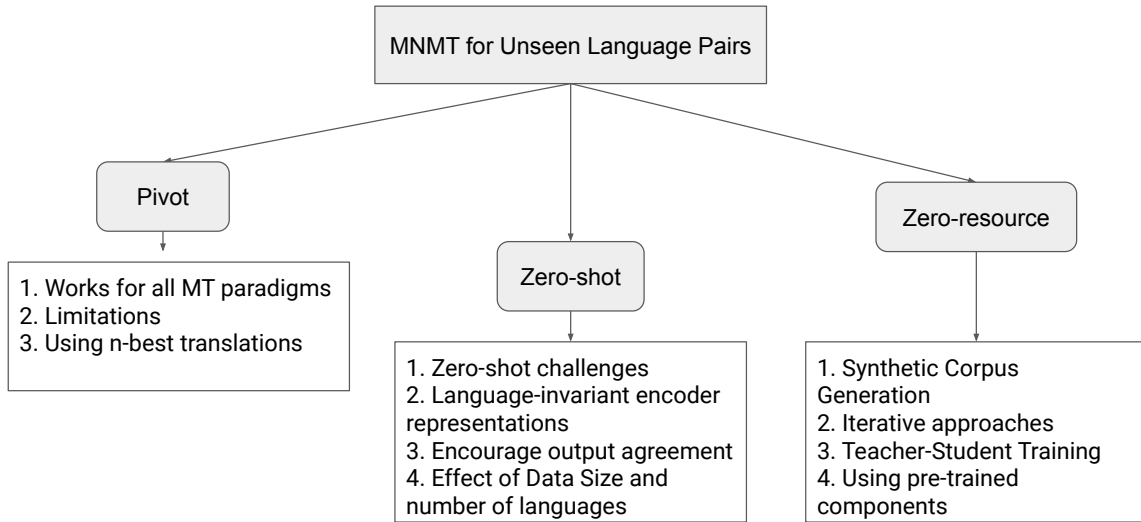 MNMT for Unseen Language Pairs
Pivot
1. Works for all MT paradigms
2. Limitations
3. Using n-best translations
Zero-shot
1. Zero-shot challenges
2. Language-invariant encoder
representations
3. Encourage output agreement
4. Effect of Data Size and
number of languages
Zero-resource
1. Synthetic Corpus
Generation
2. Iterative approaches
3. Teacher-Student Training
4. Using pre-trained
components